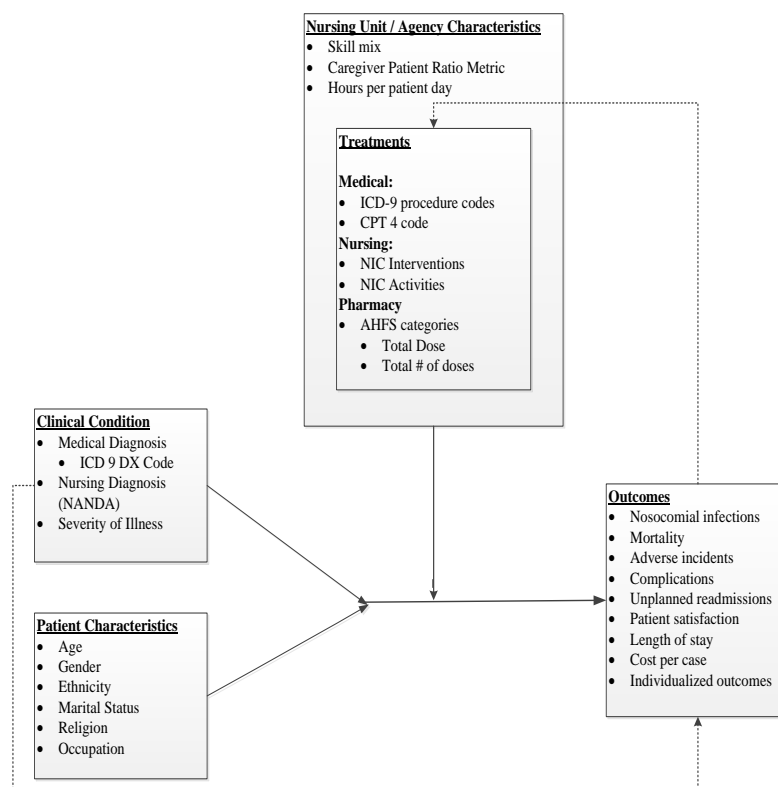 Nursing Unit / Agency Characteristics
• Skill mix
• Caregiver Patient Ratio Metric
• Hours per patient day
Treatments
Medical:
• ICD-9 procedure codes
• CPT 4 code
Nursing:
• NIC Interventions
• NIC Activities
Pharmacy
• AHFS categories
• Total Dose
• Total # of doses
Clinical Condition
• Medical Diagnosis
• ICD 9 DX Code
• Nursing Diagnosis
(NANDA)
• Severity of Illness
Patient Characteristics
• Age
• Gender
• Ethnicity
• Marital Status
• Religion
• Occupation
Outcomes
• Nosocomial infections
• Mortality
• Adverse incidents
• Complications
• Unplanned readmissions
• Patient satisfaction
• Length of stay
• Cost per case
• Individualized outcomes